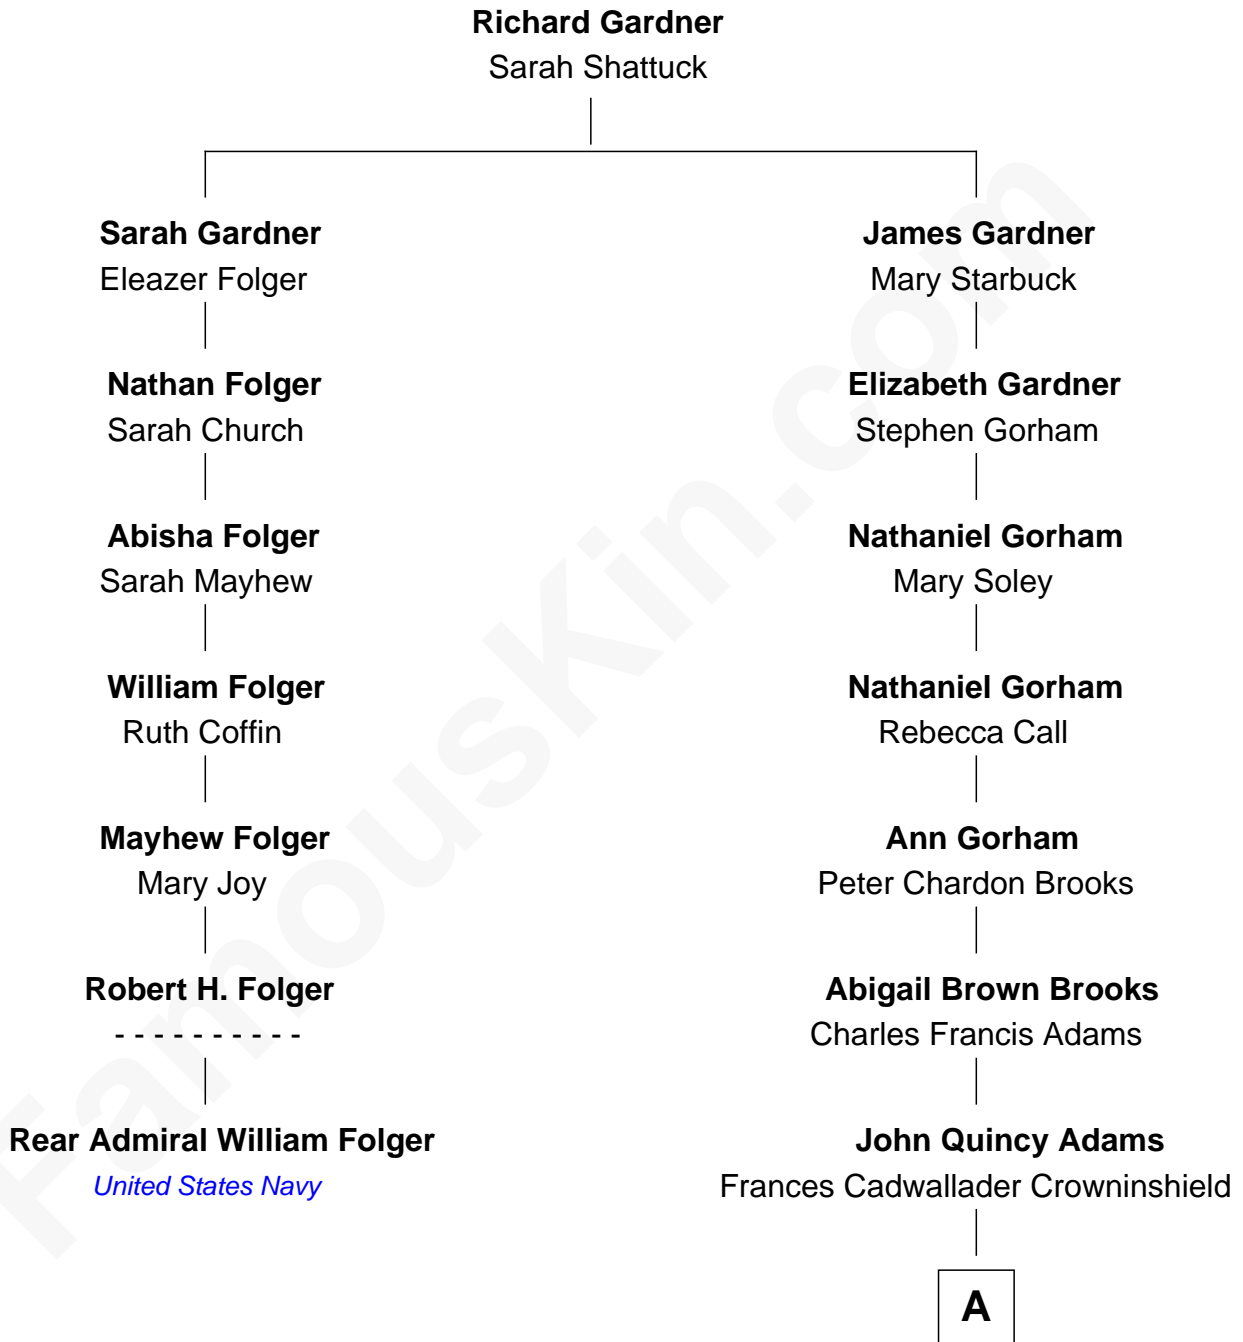 Richard Gardner
Sarah Shattuck
Sarah Gardner
Eleazer Folger
Nathan Folger
Sarah Church
Abisha Folger
Sarah Mayhew
William Folger
Ruth Coffin
Mayhew Folger
Mary Joy
Robert H. Folger
- - - - - - - - - -
Rear Admiral William Folger
United States Navy
James Gardner
Mary Starbuck
Elizabeth Gardner
Stephen Gorham
Nathaniel Gorham
Mary Soley
Nathaniel Gorham
Rebecca Call
Ann Gorham
Peter Chardon Brooks
Abigail Brown Brooks
Charles Francis Adams
John Quincy Adams
Frances Cadwallader Crowninshield
A
FamousKin.com